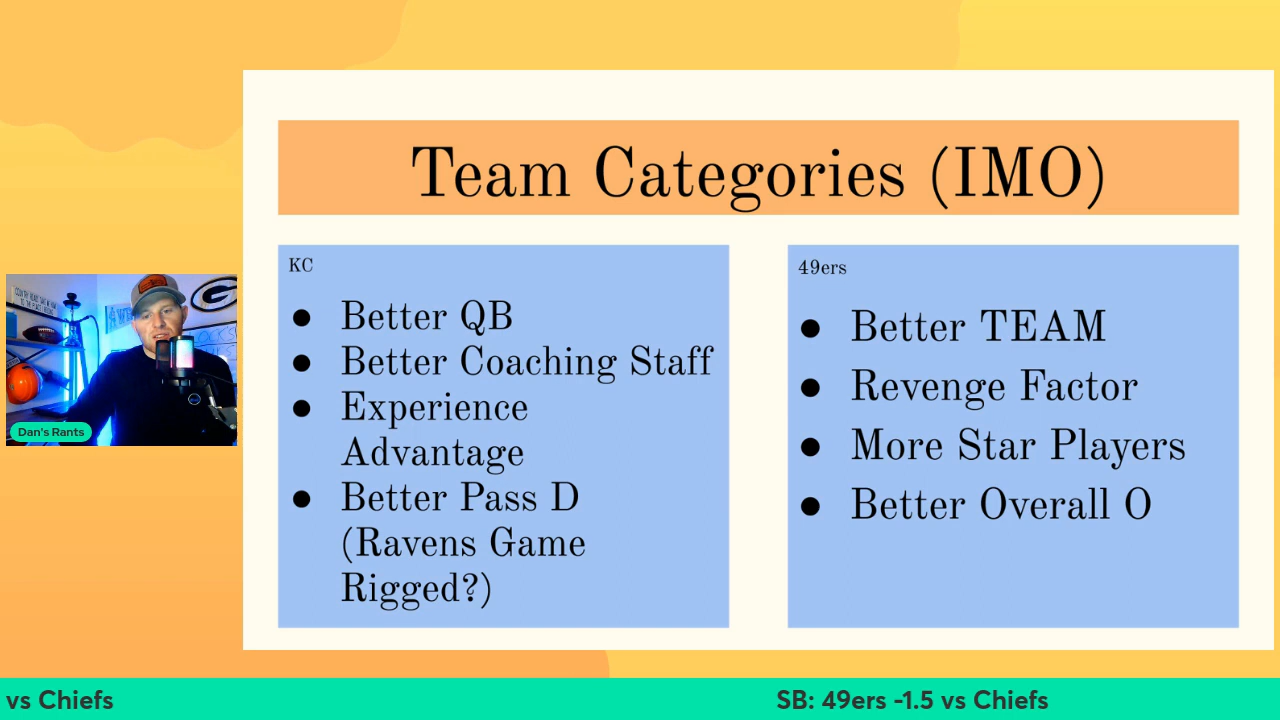 Team Categories (IMO)
KC
● Better QB
● Better Coaching Staff
● Experience
Advantage
● Better Pass D
(Ravens Game
Rigged?)
49ers
● Better TEAM
● Revenge Factor
● More Star Players
● Better Overall O
Dan's Rants
vs Chiefs
SB: 49ers -1.5 vs Chiefs